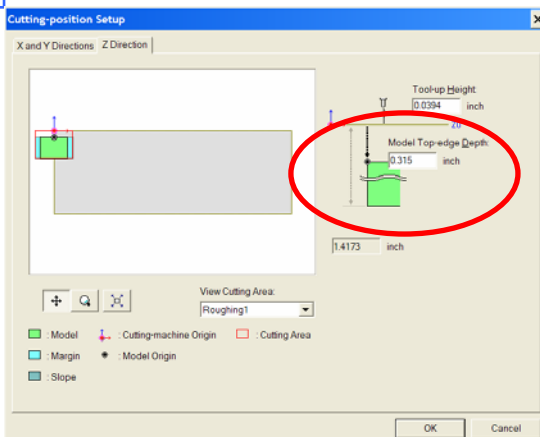 Cutting-position Setup
X and Y Directions Z Direction
Tool-up Height:
0.0394 inch
Z0
Model Top-edge Depth:
0.315 inch
1.4173 inch
View Cutting Area:
Roughing1
: Model : Cutting-machine Origin : Cutting Area
: Margin : Model Origin
: Slope
OK Cancel